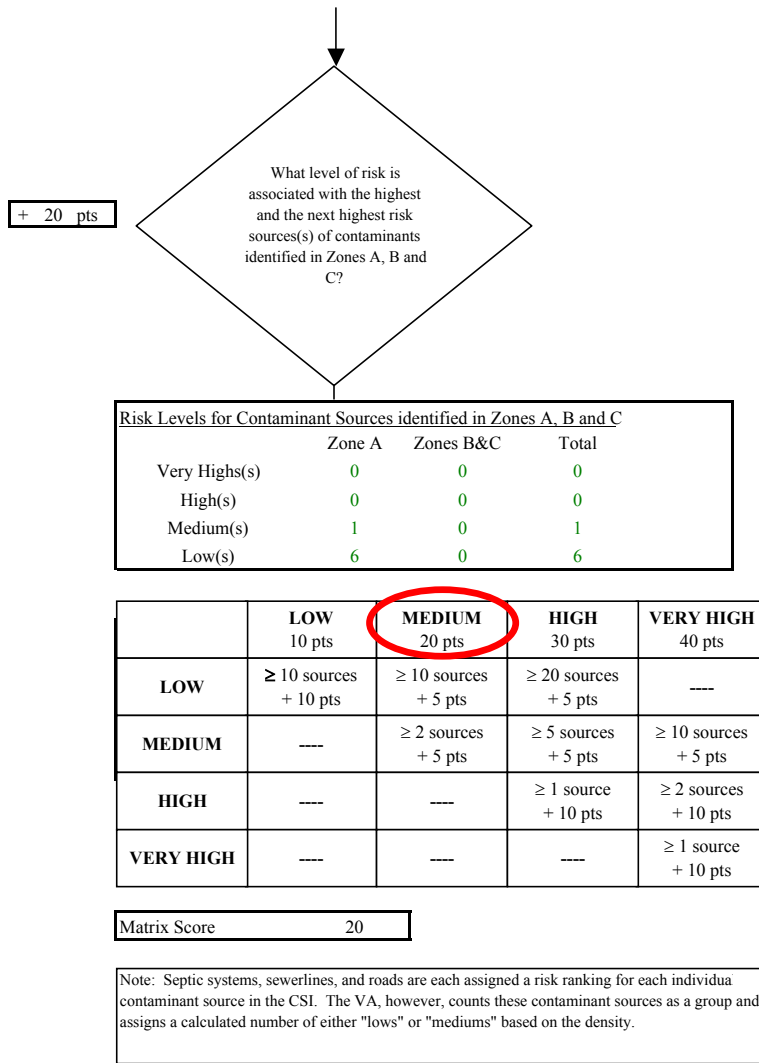 What level of risk is
associated with the highest
and the next highest risk
sources(s) of contaminants
identified in Zones A, B and
C?
+ 20 pts
Risk Levels for Contaminant Sources identified in Zones A, B and C
Zone A Zones B&C Total
Very Highs(s) 0 0 0
High(s) 0 0 0
Medium(s) 1 0 1
Low(s) 6 0 6
LOW MEDIUM HIGH VERY HIGH
10 pts 20 pts 30 pts 40 pts
LOW ≥ 10 sources + 10 pts ≥ 10 sources + 5 pts ≥ 20 sources + 5 pts ----
MEDIUM ---- ≥ 2 sources + 5 pts ≥ 5 sources + 5 pts ≥ 10 sources + 5 pts
HIGH ---- ---- ≥ 1 source + 10 pts ≥ 2 sources + 10 pts
VERY HIGH ---- ---- ---- ≥ 1 source + 10 pts
Matrix Score 20
Note: Septic systems, sewerlines, and roads are each assigned a risk ranking for each individua
contaminant source in the CSI. The VA, however, counts these contaminant sources as a group and
assigns a calculated number of either "lows" or "mediums" based on the density.